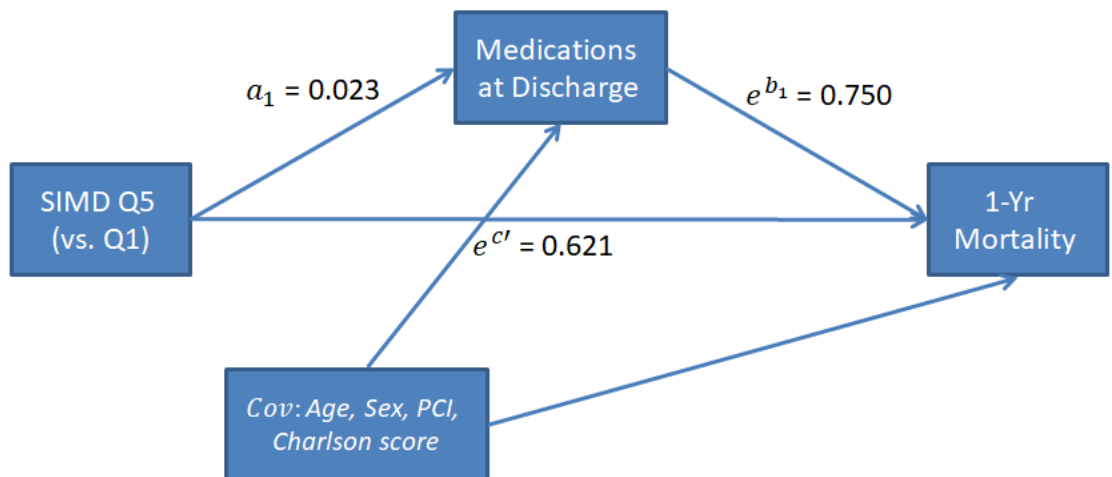 Medications
at Discharge
a₁ = 0.023
e^{b₁} = 0.750
SIMD Q5
(vs. Q1)
1-Yr
Mortality
e^{c′} = 0.621
Cov: Age, Sex, PCI,
Charlson score